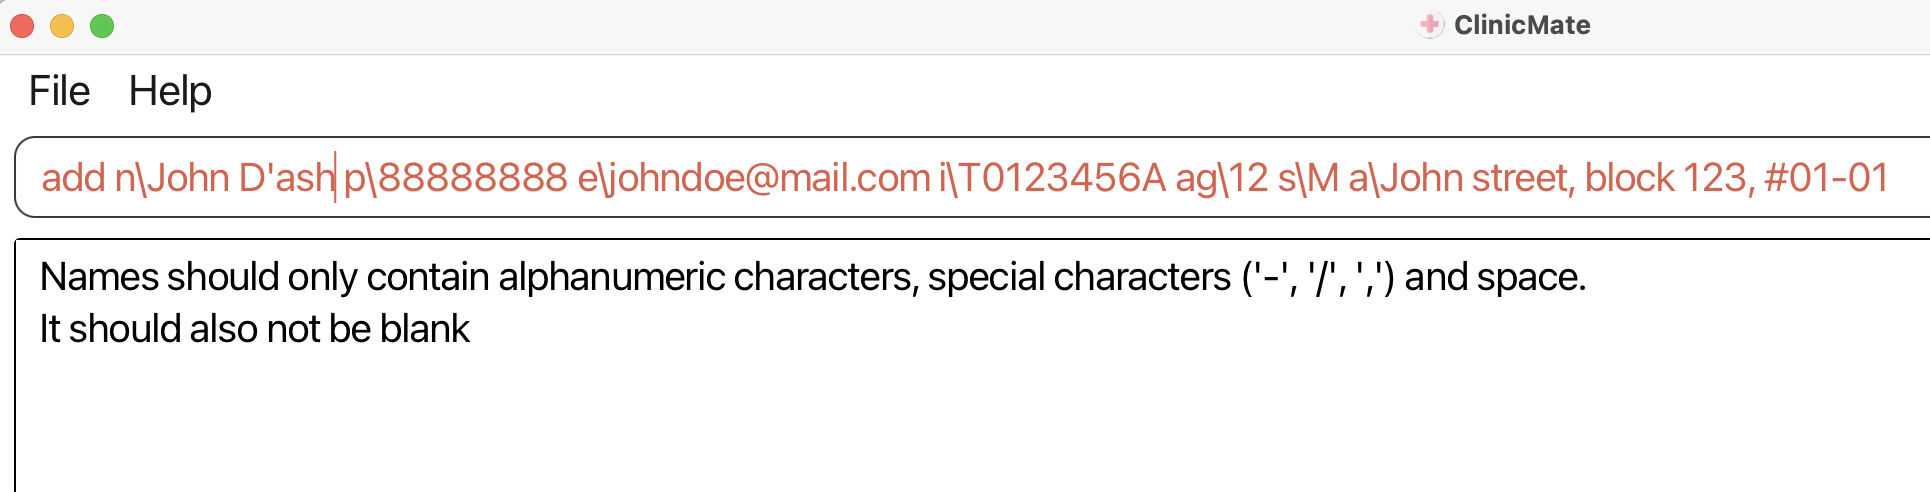 ClinicMate
File Help
add n\John D'ash p\88888888 e\johndoe@mail.com i\T0123456A ag\12 s\M a\John street, block 123, #01-01
Names should only contain alphanumeric characters, special characters ('-', '/', ',') and space.
It should also not be blank